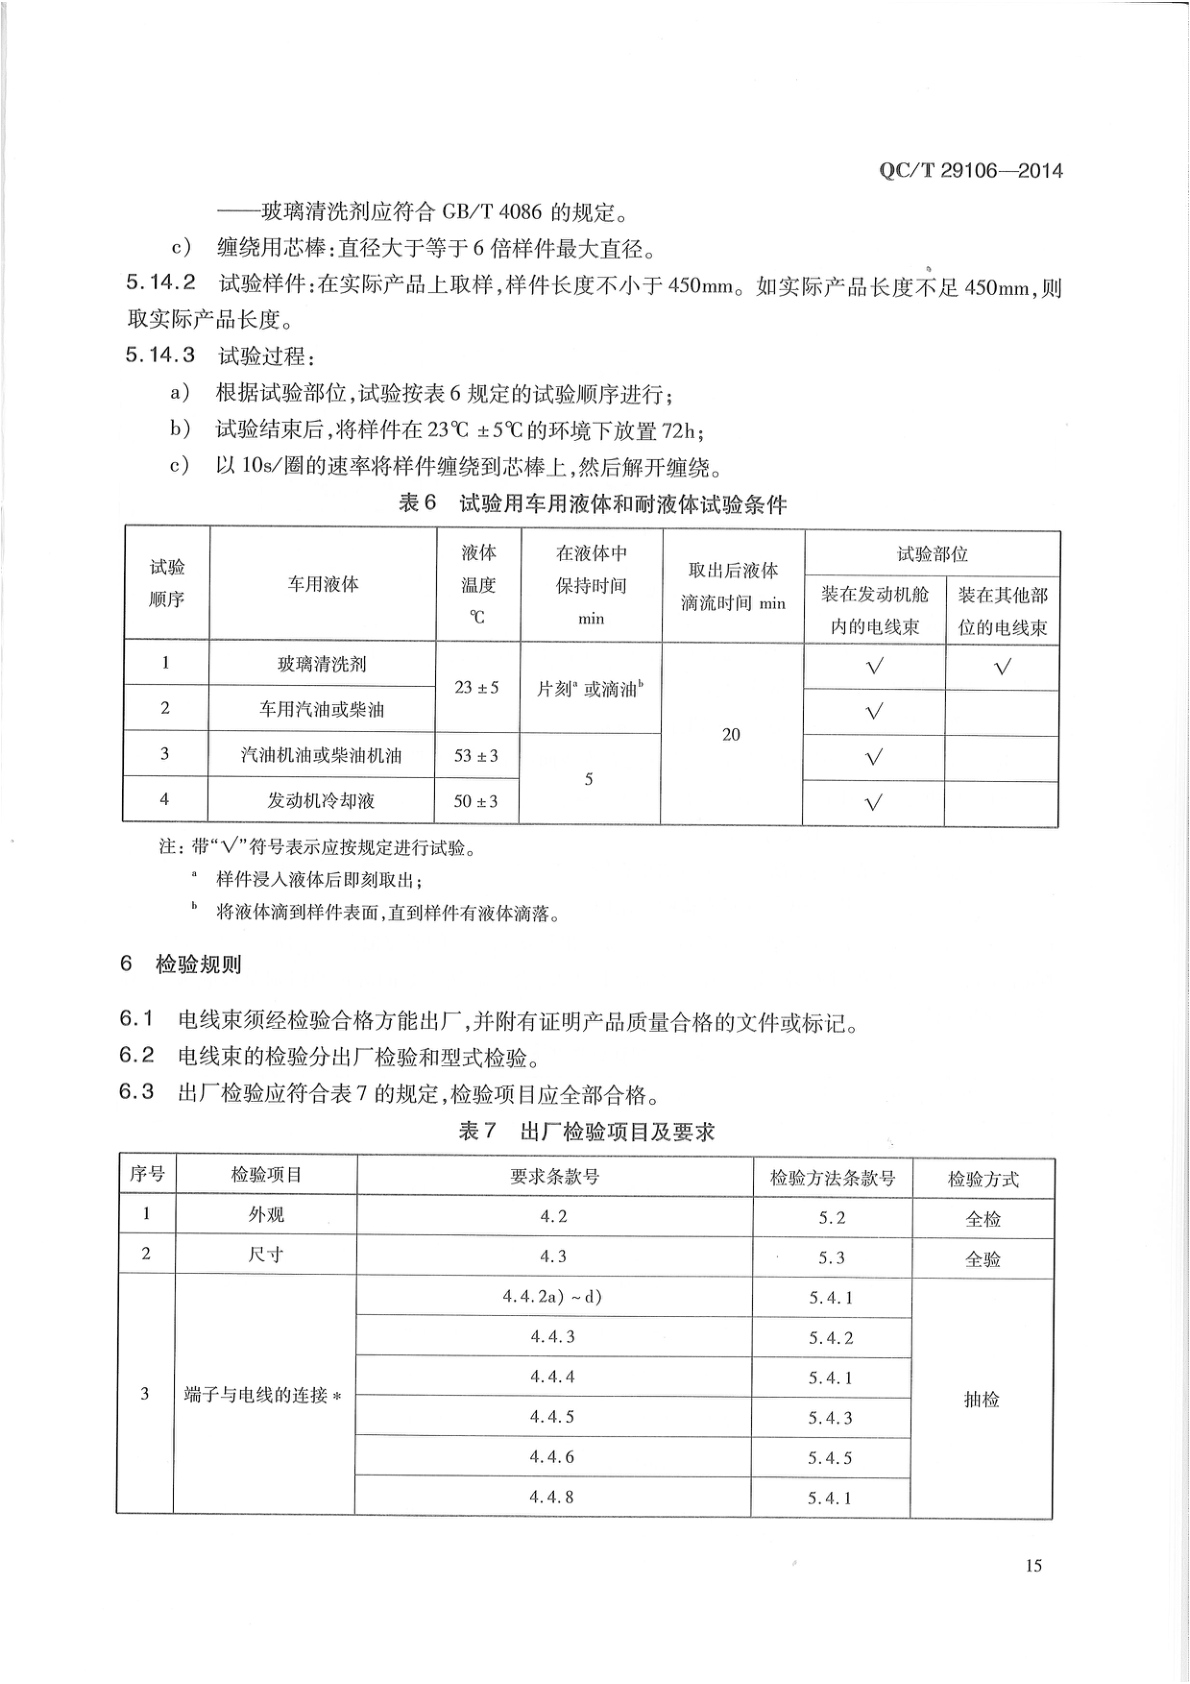 QC/T 29106—2014
——玻璃清洗剂应符合 GB/T 4086 的规定。
c) 缠绕用芯棒:直径大于等于 6 倍样件最大直径。
5.14.2 试验样件:在实际产品上取样,样件长度不小于 450mm。如实际产品长度不足 450mm,则
取实际产品长度。
5.14.3 试验过程:
a) 根据试验部位,试验按表 6 规定的试验顺序进行;
b) 试验结束后,将样件在 23℃ ±5℃的环境下放置 72h;
c) 以 10s/圈的速率将样件缠绕到芯棒上,然后解开缠绕。
表 6 试验用车用液体和耐液体试验条件
试验顺序 车用液体 液体温度 ℃ 在液体中保持时间 min 取出后液体滴流时间 min 试验部位
装在发动机舱内的电线束 装在其他部位的电线束
1 玻璃清洗剂 23 ±5 片刻ᵃ 或滴油ᵇ 20 √ √
2 车用汽油或柴油 √
3 汽油机油或柴油机油 53 ±3 5 √
4 发动机冷却液 50 ±3 √
注: 带“√”符号表示应按规定进行试验。
ᵃ 样件浸入液体后即刻取出;
ᵇ 将液体滴到样件表面,直到样件有液体滴落。
6 检验规则
6.1 电线束须经检验合格方能出厂,并附有证明产品质量合格的文件或标记。
6.2 电线束的检验分出厂检验和型式检验。
6.3 出厂检验应符合表 7 的规定,检验项目应全部合格。
表 7 出厂检验项目及要求
序号 检验项目 要求条款号 检验方法条款号 检验方式
1 外观 4.2 5.2 全检
2 尺寸 4.3 5.3 全验
3 端子与电线的连接* 4.4.2a) ~ d) 5.4.1 抽检
4.4.3 5.4.2
4.4.4 5.4.1
4.4.5 5.4.3
4.4.6 5.4.5
4.4.8 5.4.1
15